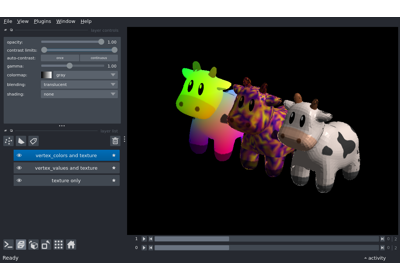 File View Plugins Window Help
opacity: 1.00
contrast limits:
auto-contrast: once continuous
gamma: 1.00
colormap: gray
blending: translucent
shading: none
vertex_colors and texture
vertex_values and texture
texture only
1
0
Ready
activity